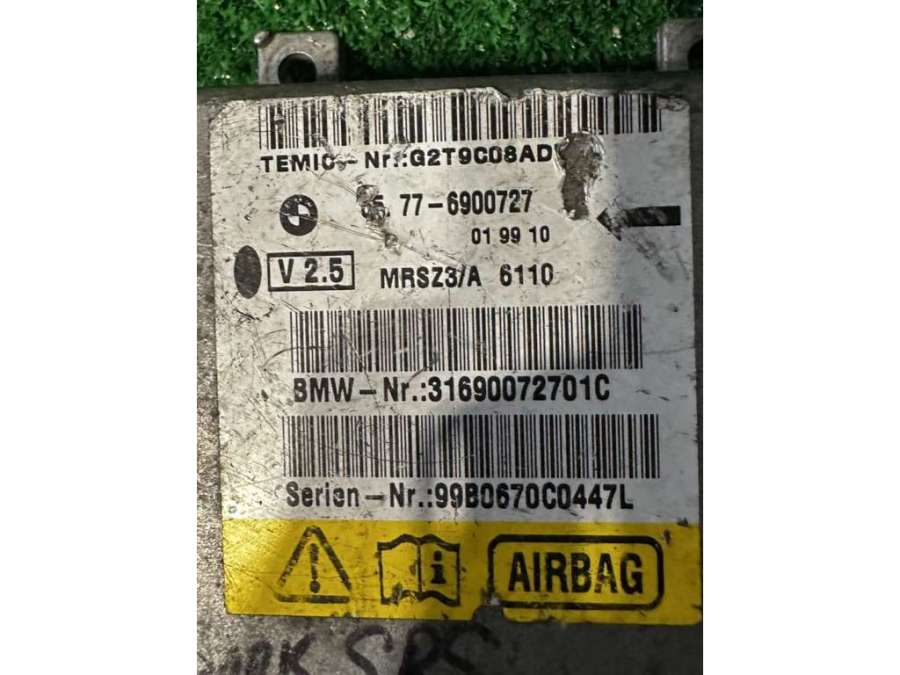 TEMIC-Nr.:G2T9C08AD
77-6900727
01 99 10
V 2.5
MRSZ3/A 6110
BMW-Nr.:31690072701C
Serien-Nr.:99B0670C0447L
AIRBAG
SRS